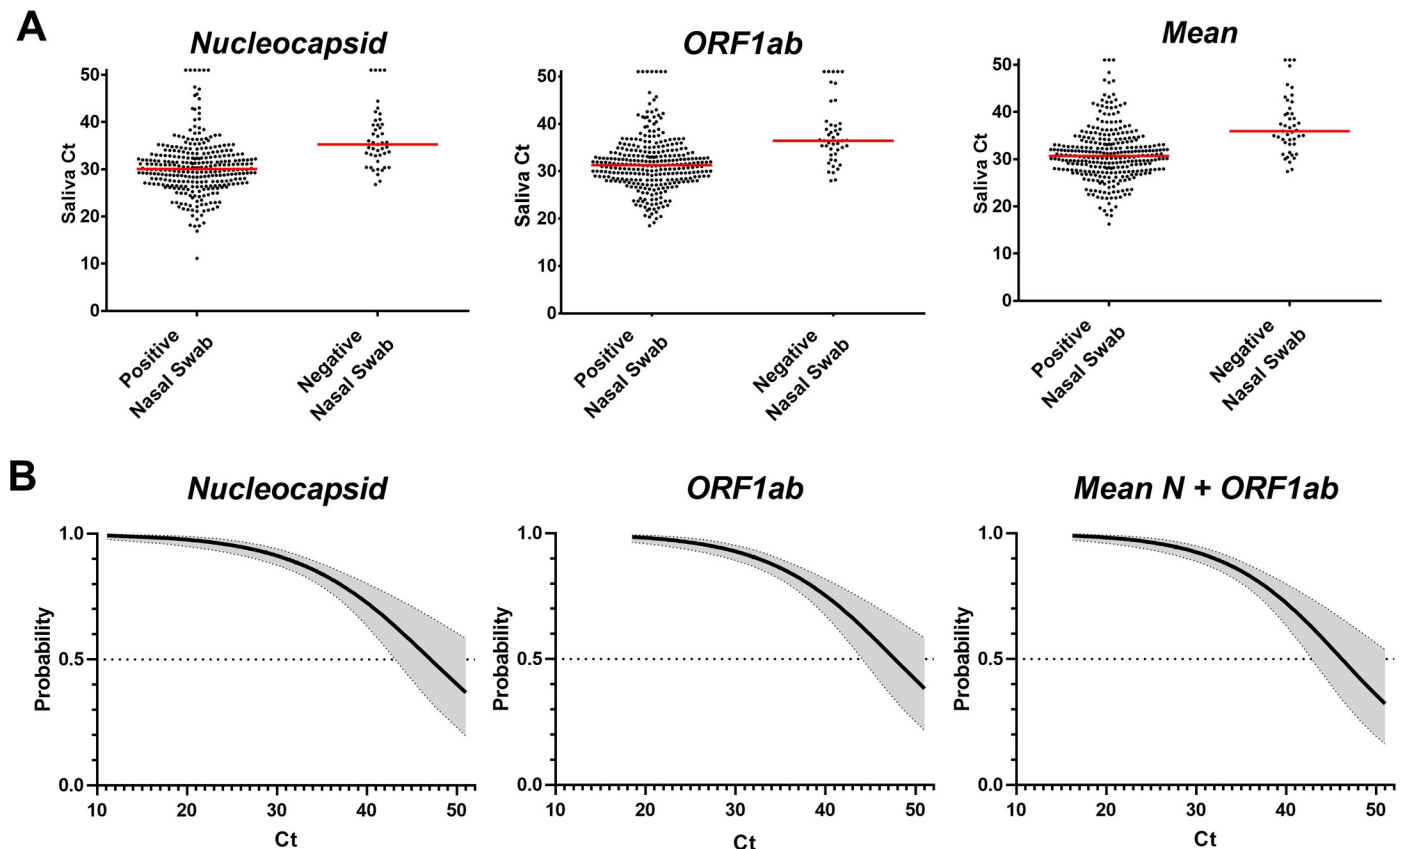 A
Nucleocapsid
ORF1ab
Mean
Saliva Ct
50
40
30
20
10
0
Positive
Nasal Swab
Negative
Nasal Swab
Saliva Ct
50
40
30
20
10
0
Positive
Nasal Swab
Negative
Nasal Swab
Saliva Ct
50
40
30
20
10
0
Positive
Nasal Swab
Negative
Nasal Swab
B
Nucleocapsid
ORF1ab
Mean N + ORF1ab
Probability
1.0
0.5
0.0
10 20 30 40 50
Ct
Probability
1.0
0.5
0.0
10 20 30 40 50
Ct
Probability
1.0
0.5
0.0
10 20 30 40 50
Ct